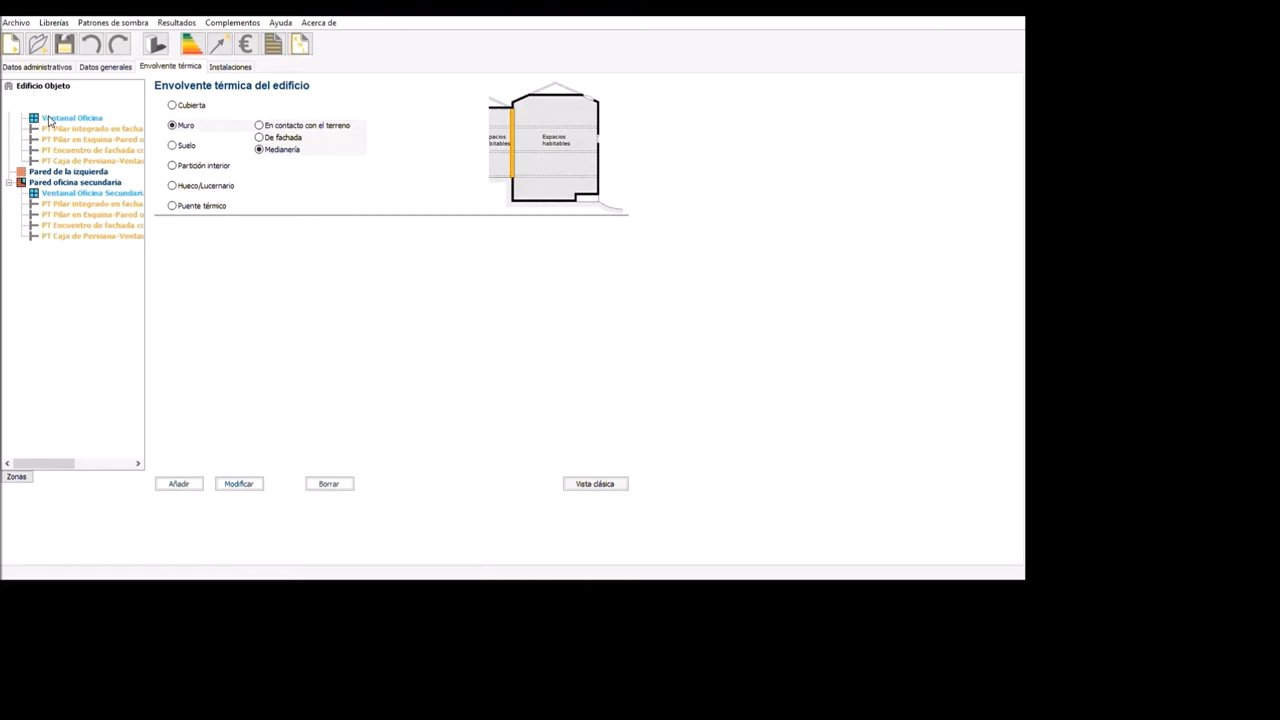 Archivo Librerías Patrones de sombra Resultados Complementos Ayuda Acerca de
Datos administrativos Datos generales Envolvente térmica Instalaciones
Edificio Objeto
Ventanal Oficina
PT Pilar integrado en facha
PT Pilar en Esquina-Pared o
PT Encuentro de fachada co
PT Caja de Persiana-Venta
Pared de la izquierda
Pared oficina secundaria
Ventanal Oficina Secundari
PT Pilar integrado en facha
PT Pilar en Esquina-Pared o
PT Encuentro de fachada co
PT Caja de Persiana-Venta
Zonas
Envolvente térmica del edificio
Cubierta
Muro
Suelo
Partición interior
Hueco/Lucernario
Puente térmico
En contacto con el terreno
De fachada
Medianería
pacios
bitables
Espacios
habitables
Añadir Modificar Borrar Vista clásica